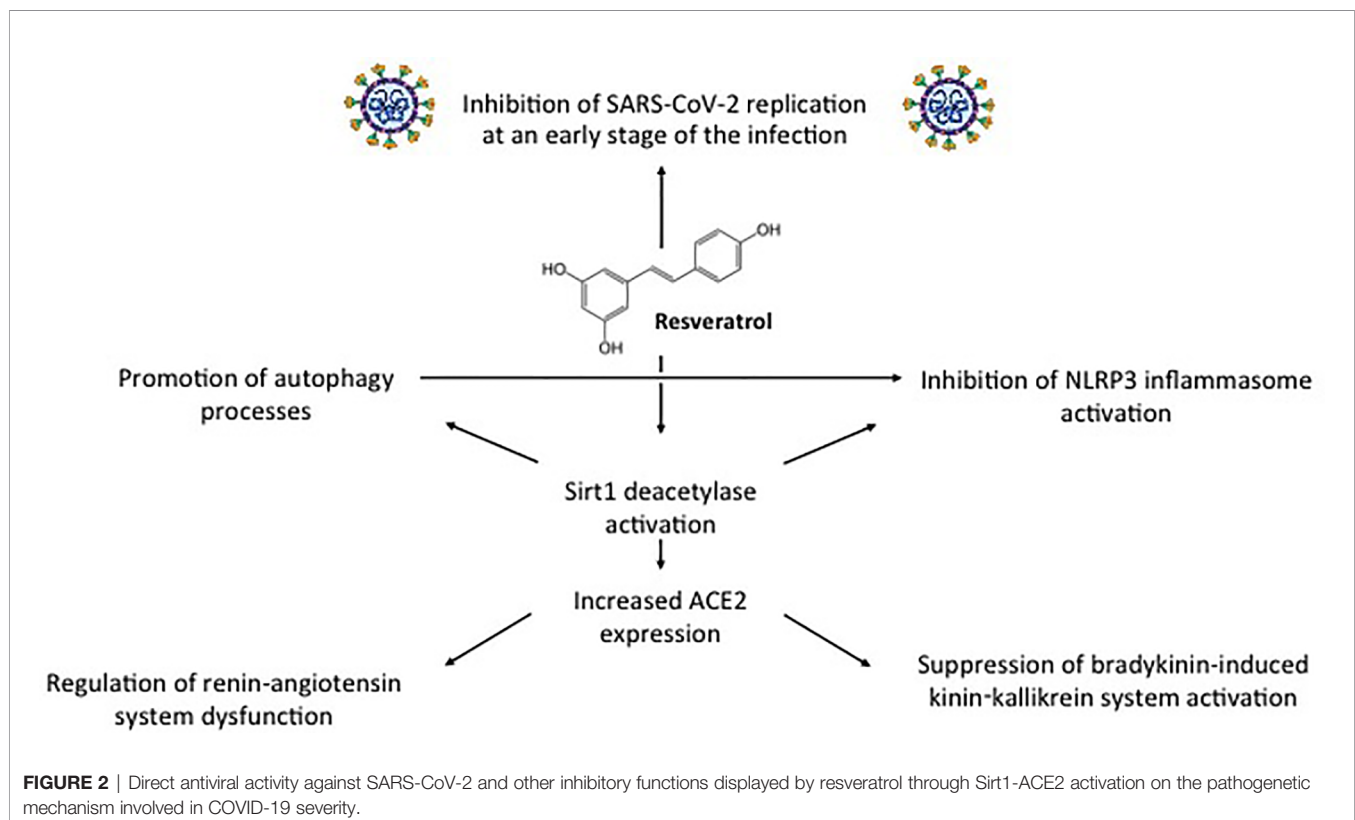 Inhibition of SARS-CoV-2 replication
at an early stage of the infection
OH
HO
Resveratrol
OH
Promotion of autophagy
processes
Inhibition of NLRP3 inflammasome
activation
Sirt1 deacetylase
activation
Increased ACE2
expression
Regulation of renin-angiotensin
system dysfunction
Suppression of bradykinin-induced
kinin-kallikrein system activation
FIGURE 2 | Direct antiviral activity against SARS-CoV-2 and other inhibitory functions displayed by resveratrol through Sirt1-ACE2 activation on the pathogenetic
mechanism involved in COVID-19 severity.